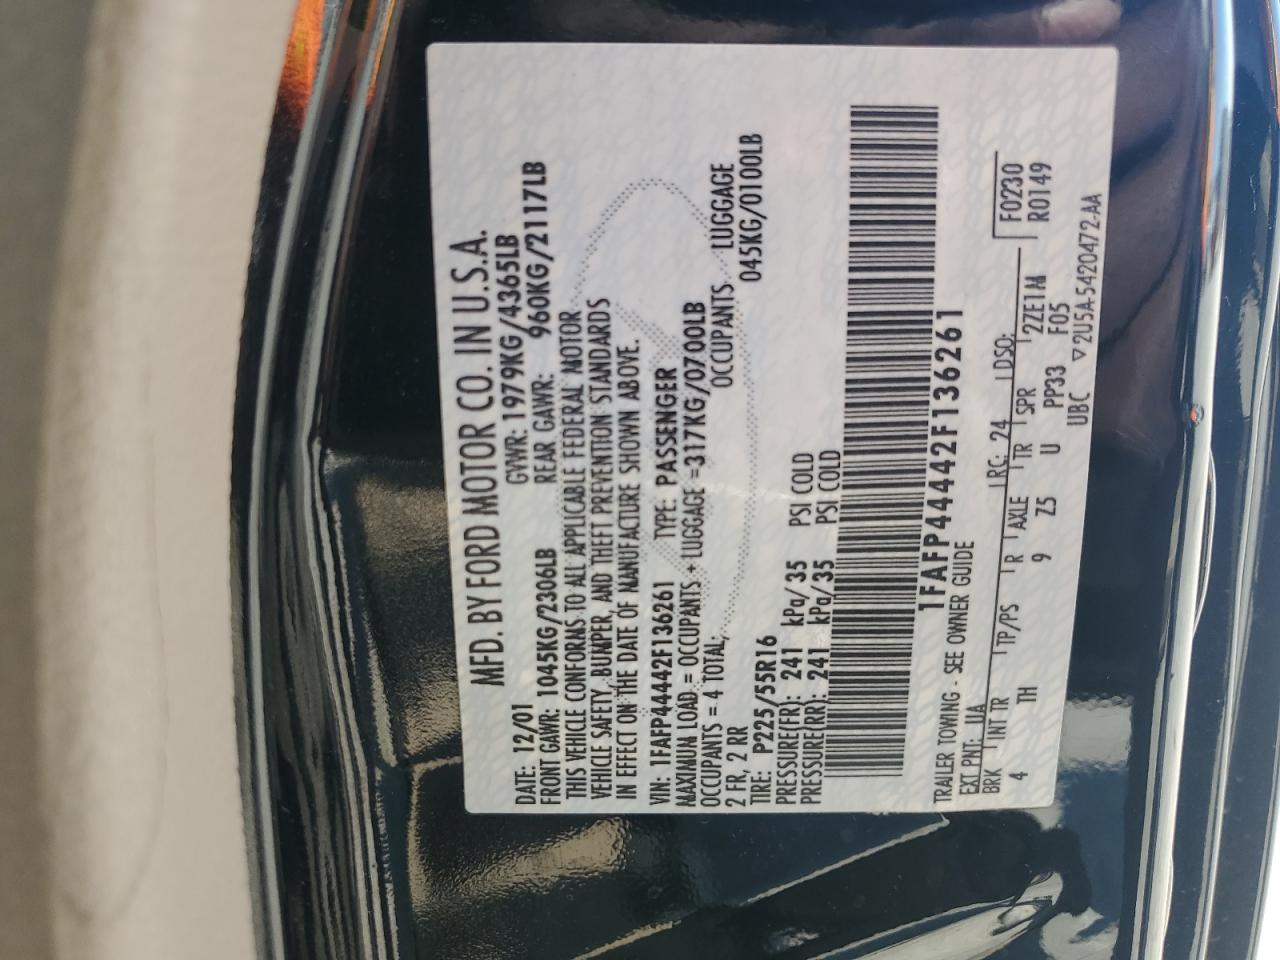 MFD. BY FORD MOTOR CO. IN U.S.A.
DATE: 12/01 GVWR: 1979KG/4365LB
FRONT GAWR: 1045KG/2306LB REAR GAWR: 960KG/2117LB
THIS VEHICLE CONFORMS TO ALL APPLICABLE FEDERAL MOTOR
VEHICLE SAFETY, BUMPER, AND THEFT PREVENTION STANDARDS
IN EFFECT ON THE DATE OF MANUFACTURE SHOWN ABOVE.
VIN: 1FAFP44442F136261 TYPE: PASSENGER
MAXIMUM LOAD = OCCUPANTS + LUGGAGE =317KG/0700LB
OCCUPANTS = 4 TOTAL, OCCUPANTS LUGGAGE
2 FR, 2 RR 045KG/0100LB
TIRE: P225/55R16
PRESSURE(FR): 241 kPa/35 PSI COLD
PRESSURE(RR): 241 kPa/35 PSI COLD
1FAFP44442F136261
TRAILER TOWING - SEE OWNER GUIDE
EXT PNT: UA RC: 24 DSO: F0230
BRK INT TR TP/PS R AXLE TR SPR 2ZE1M R0149
4 TH 9 Z5 U PP33 F05
UBC ▽2U5A-5420472-AA